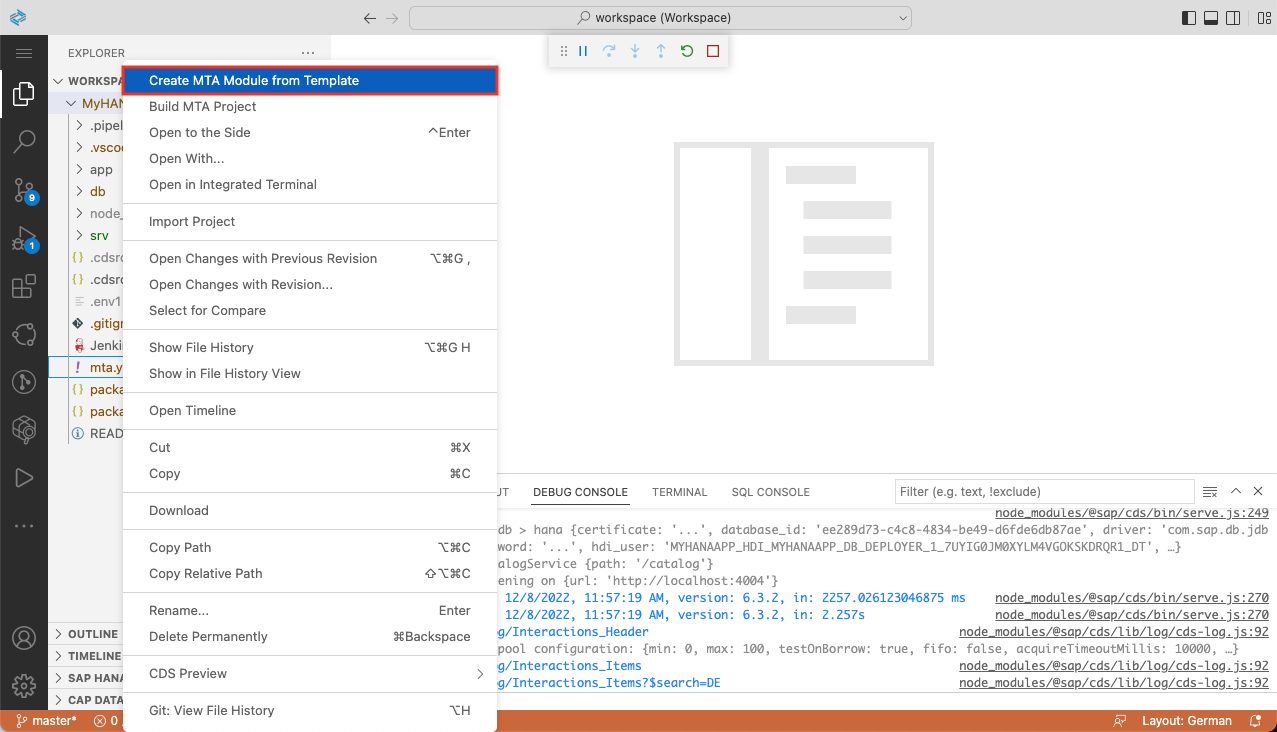 workspace (Workspace)
EXPLORER
WORKSPA
MyHAN
.pipel
.vscod
app
db
node_
srv
.cdsrc
.cdsrc
.env1
.gitign
Jenki
mta.y
packa
packa
READ
9
1
Create MTA Module from Template
Build MTA Project
Open to the Side ^Enter
Open With...
Open in Integrated Terminal
Import Project
Open Changes with Previous Revision ⌥⌘G ,
Open Changes with Revision...
Select for Compare
Show File History ⌥⌘G H
Show in File History View
Open Timeline
Cut ⌘X
Copy ⌘C
Download
Copy Path ⌥⌘C
Copy Relative Path ⇧⌥⌘C
Rename... Enter
Delete Permanently ⌘Backspace
CDS Preview
Git: View File History ⌥H
OUTLINE
TIMELINE
SAP HANA
CAP DATA
UT DEBUG CONSOLE TERMINAL SQL CONSOLE Filter (e.g. text, !exclude)
node_modules/@sap/cds/bin/serve.js:249
db > hana {certificate: '...', database_id: 'ee289d73-c4c8-4834-be49-d6fde6db87ae', driver: 'com.sap.db.jdb
word: '...', hdi_user: 'MYHANAAPP_HDI_MYHANAAPP_DB_DEPLOYER_1_7UYIG0JM0XYLM4VGOKSKDRQR1_DT', …}
alogService {path: '/catalog'}
ening on {url: 'http://localhost:4004'}
12/8/2022, 11:57:19 AM, version: 6.3.2, in: 2257.026123046875 ms node_modules/@sap/cds/bin/serve.js:270
12/8/2022, 11:57:19 AM, version: 6.3.2, in: 2.257s node_modules/@sap/cds/bin/serve.js:270
g/Interactions_Header node_modules/@sap/cds/lib/log/cds-log.js:92
pool configuration: {min: 0, max: 100, testOnBorrow: true, fifo: false, acquireTimeoutMillis: 10000, …}
g/Interactions_Items node_modules/@sap/cds/lib/log/cds-log.js:92
g/Interactions_Items?$search=DE node_modules/@sap/cds/lib/log/cds-log.js:92
master* 0 Layout: German